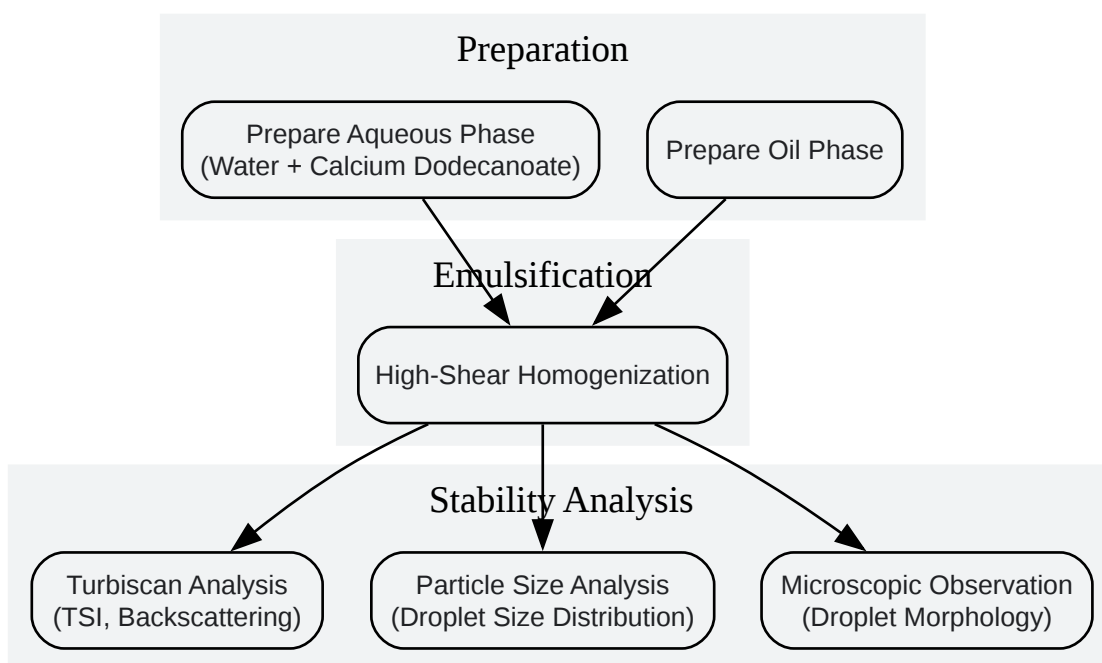 Preparation
Prepare Aqueous Phase
(Water + Calcium Dodecanoate)
Prepare Oil Phase
Emulsification
High-Shear Homogenization
Stability Analysis
Turbiscan Analysis
(TSI, Backscattering)
Particle Size Analysis
(Droplet Size Distribution)
Microscopic Observation
(Droplet Morphology)